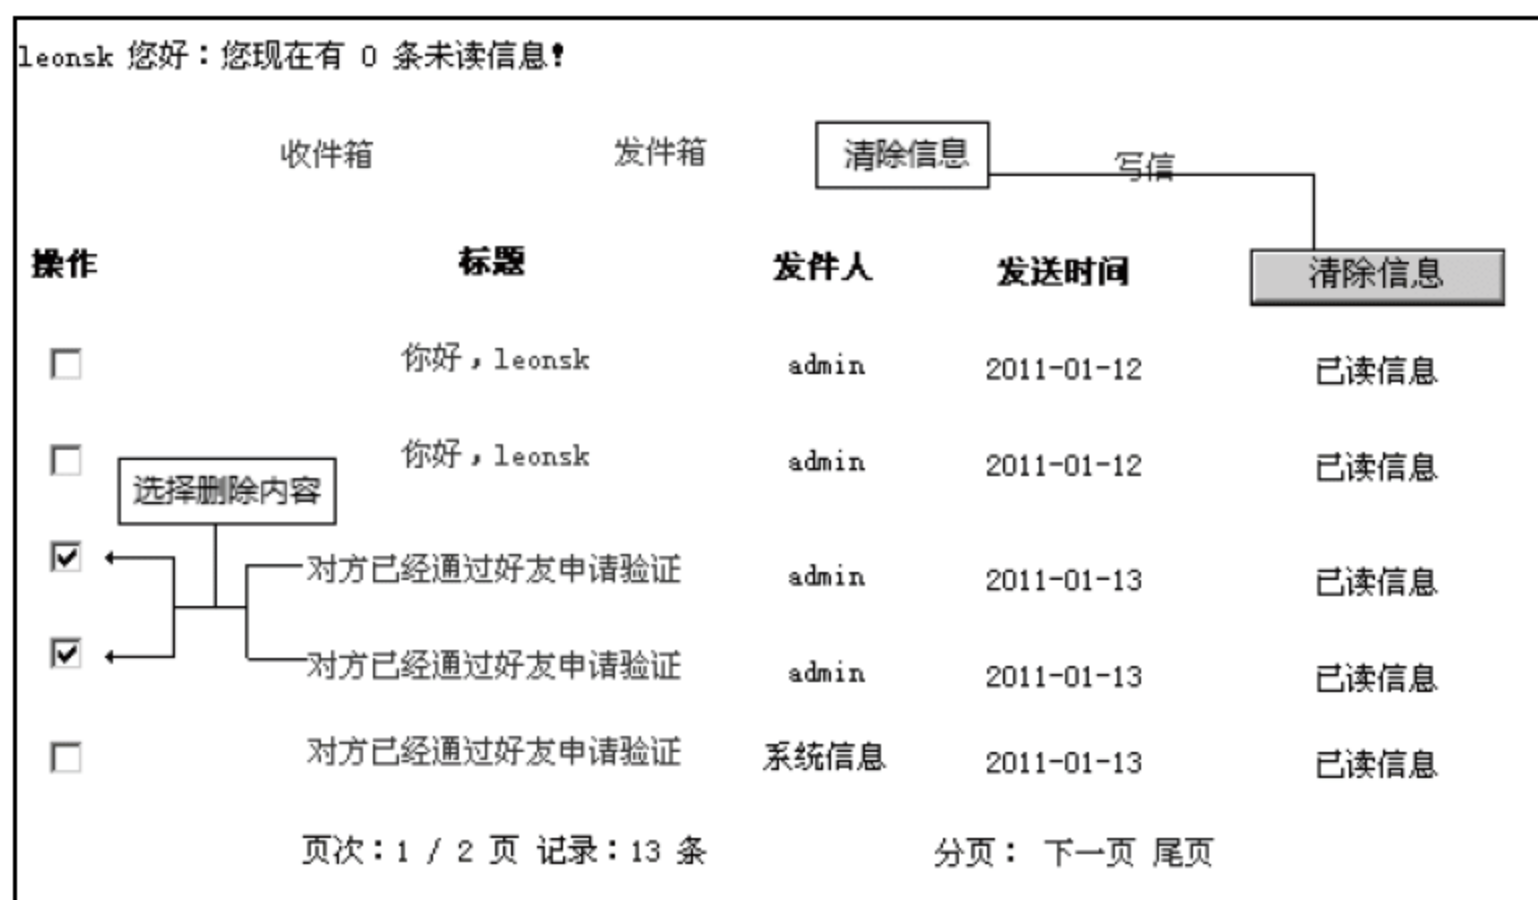 leonsk 您好：您现在有 0 条未读信息！
收件箱 发件箱 清除信息 写信
操作 标题 发件人 发送时间 清除信息
你好，leonsk admin 2011-01-12 已读信息
你好，leonsk admin 2011-01-12 已读信息
选择删除内容
对方已经通过好友申请验证 admin 2011-01-13 已读信息
对方已经通过好友申请验证 admin 2011-01-13 已读信息
对方已经通过好友申请验证 系统信息 2011-01-13 已读信息
页次：1 / 2 页 记录：13 条 分页： 下一页 尾页